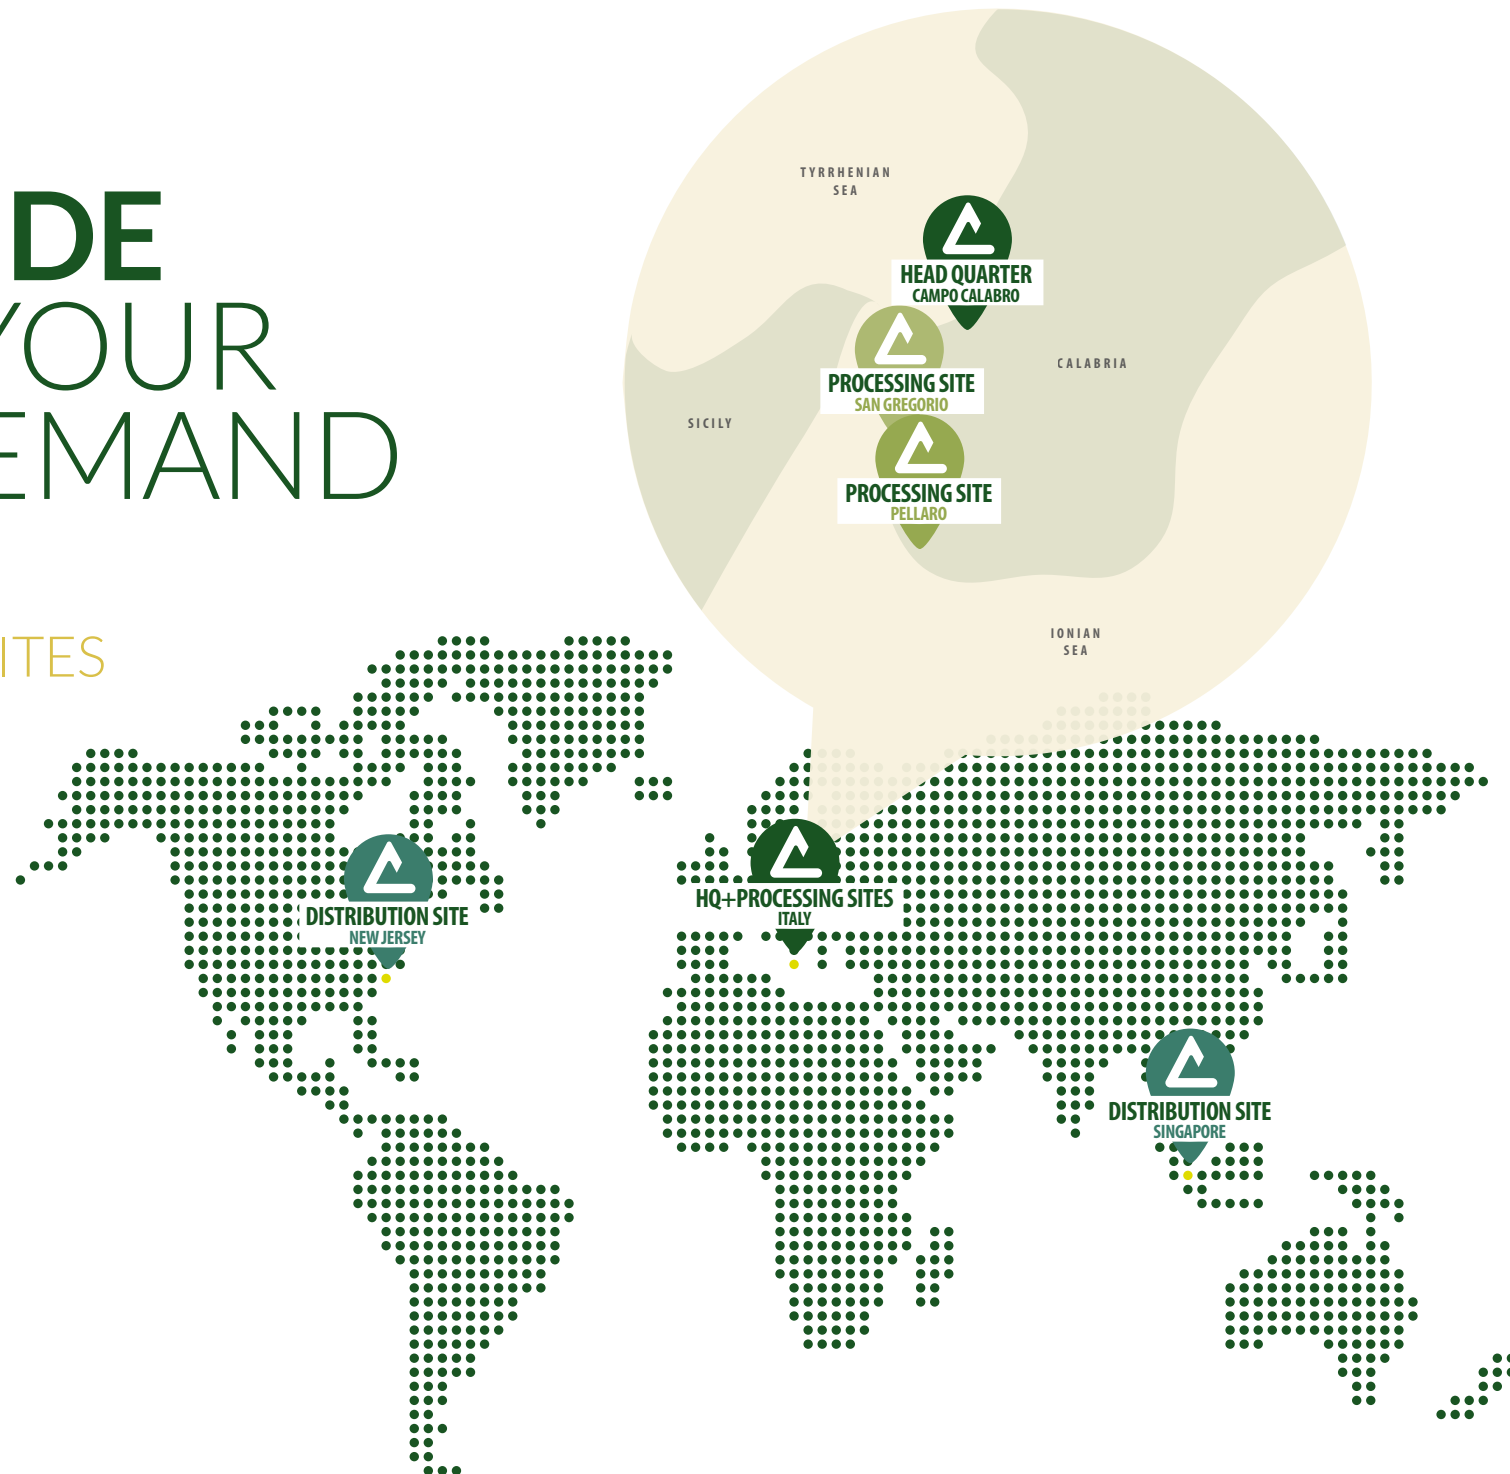 DE
YOUR
EMAND
ITES
TYRRHENIAN
SEA
HEAD QUARTER
CAMPO CALABRO
PROCESSING SITE
SAN GREGORIO
CALABRIA
SICILY
PROCESSING SITE
PELLARO
IONIAN
SEA
DISTRIBUTION SITE
NEW JERSEY
HQ+PROCESSING SITES
ITALY
DISTRIBUTION SITE
SINGAPORE